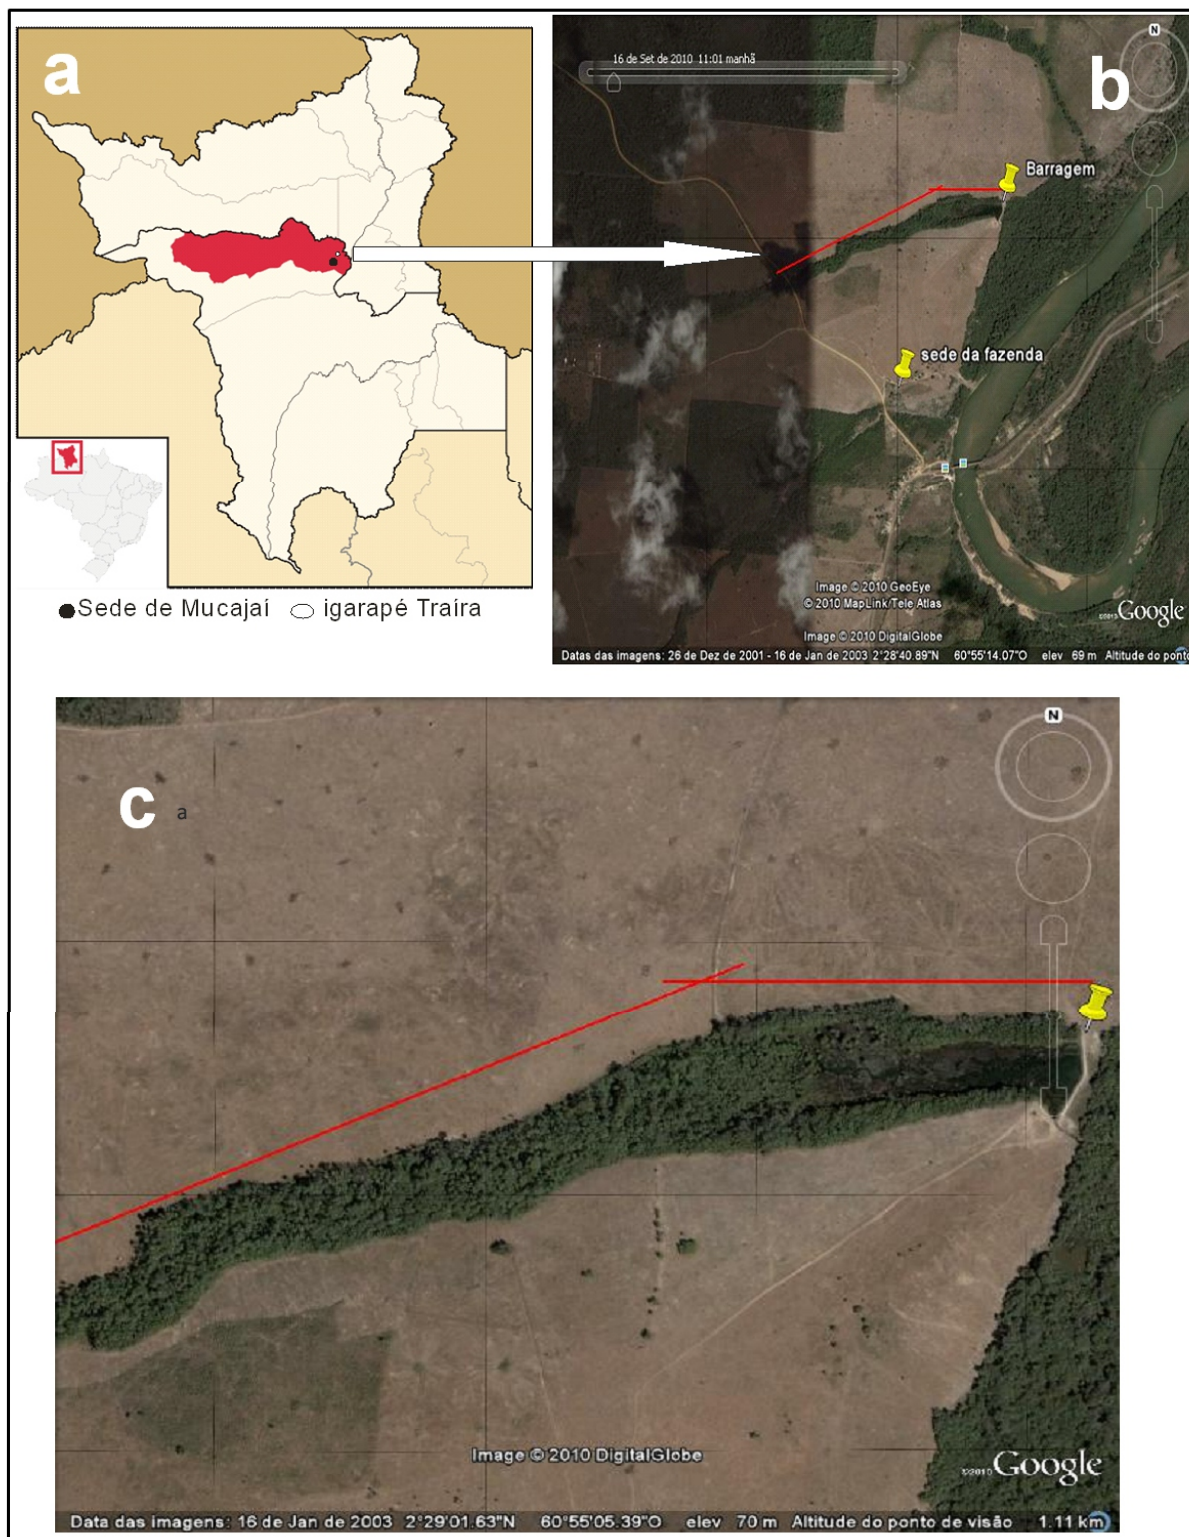 a
Sede de Mucajaí
igarapé Traíra
16 de Set de 2010 11:01 manhã
b
N
Barragem
sede da fazenda
Image © 2010 GeoEye
© 2010 MapLink/Tele Atlas
©2010 Google
Image © 2010 DigitalGlobe
Datas das imagens: 26 de Dez de 2001 - 16 de Jan de 2003 2°28'40.89"N 60°55'14.07"O elev 69 m Altitude do ponto
N
c
a
Image © 2010 DigitalGlobe
©2010 Google
Data das imagens: 16 de Jan de 2003 2°29'01.63"N 60°55'05.39"O elev 70 m Altitude do ponto de visão 1.11 km